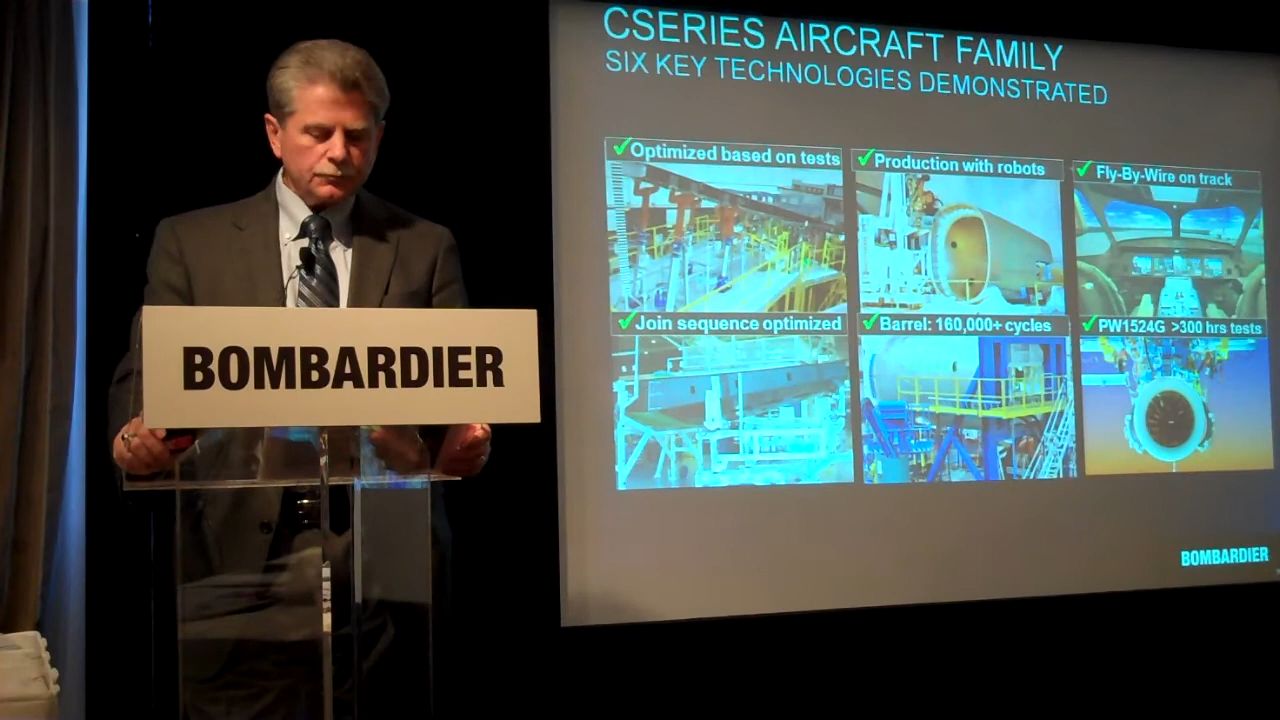 CSERIES AIRCRAFT FAMILY
SIX KEY TECHNOLOGIES DEMONSTRATED
✓Optimized based on tests
✓Production with robots
✓Fly-By-Wire on track
✓Join sequence optimized
✓Barrel: 160,000+ cycles
✓PW1524G >300 hrs tests
BOMBARDIER
BOMBARDIER